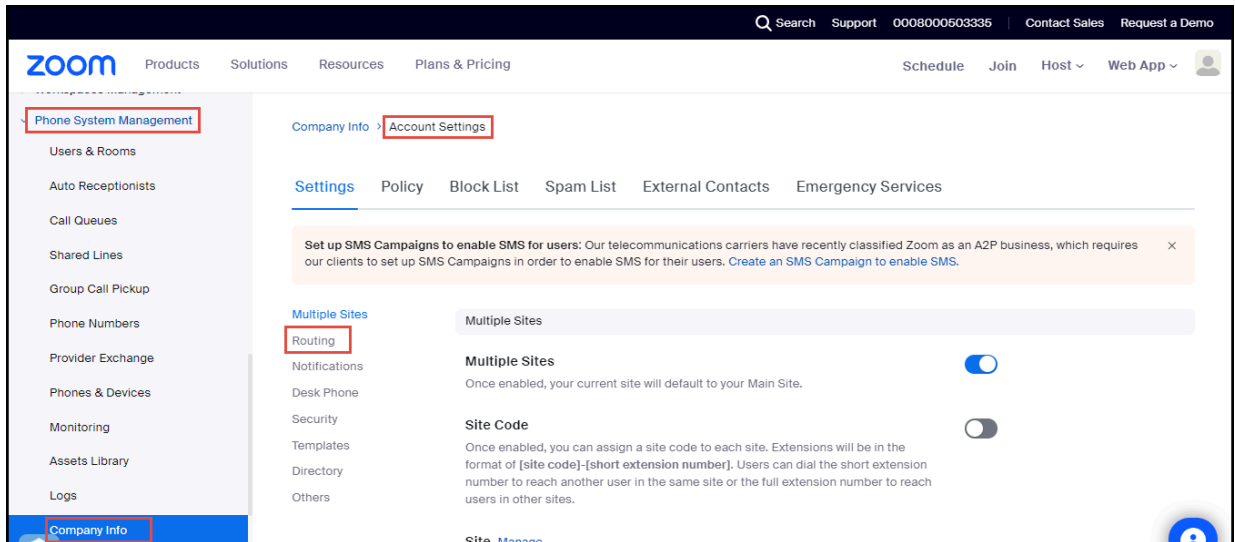 Search Support 0008000503335 Contact Sales Request a Demo
zoom Products Solutions Resources Plans & Pricing Schedule Join Host Web App
Workspaces Management
Phone System Management
Users & Rooms
Auto Receptionists
Call Queues
Shared Lines
Group Call Pickup
Phone Numbers
Provider Exchange
Phones & Devices
Monitoring
Assets Library
Logs
Company Info
Company Info > Account Settings
Settings Policy Block List Spam List External Contacts Emergency Services
Set up SMS Campaigns to enable SMS for users: Our telecommunications carriers have recently classified Zoom as an A2P business, which requires
our clients to set up SMS Campaigns in order to enable SMS for their users. Create an SMS Campaign to enable SMS.
Multiple Sites
Routing
Notifications
Desk Phone
Security
Templates
Directory
Others
Multiple Sites
Multiple Sites
Once enabled, your current site will default to your Main Site.
Site Code
Once enabled, you can assign a site code to each site. Extensions will be in the
format of [site code]-[short extension number]. Users can dial the short extension
number to reach another user in the same site or the full extension number to reach
users in other sites.
Site Manage